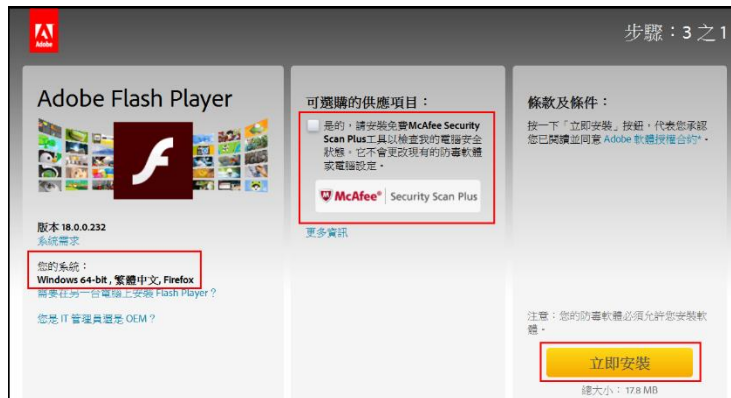 Adobe
步驟：3 之 1
Adobe Flash Player
版本 18.0.0.232
系統需求
您的系統：
Windows 64-bit , 繁體中文, Firefox
需要在另一台電腦上安裝 Flash Player？
您是 IT 管理員還是 OEM？
可選購的供應項目：
是的，請安裝免費McAfee Security
Scan Plus工具以檢查我的電腦安全
狀態。它不會更改現有的防毒軟體
或電腦設定。
McAfee® Security Scan Plus
更多資訊
條款及條件：
按一下「立即安裝」按鈕，代表您承認
您已閱讀並同意 Adobe 軟體授權合約*。
注意：您的防毒軟體必須允許您安裝軟
體。
立即安裝
總大小： 17.8 MB